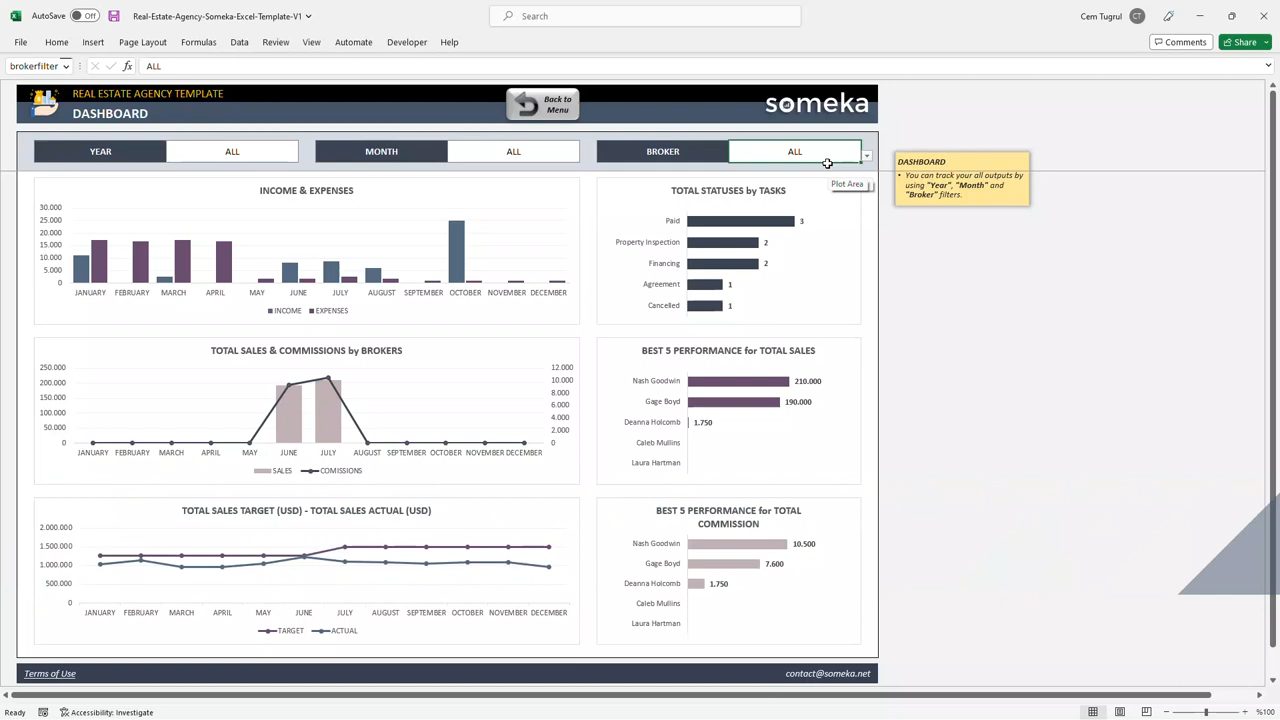 AutoSave Off Real-Estate-Agency-Someka-Excel-Template-V1 Search Cem Tugrul CT
File Home Insert Page Layout Formulas Data Review View Automate Developer Help Comments Share
brokerfilter fx ALL
REAL ESTATE AGENCY TEMPLATE
DASHBOARD
Back to
Menu
someka
YEAR ALL MONTH ALL BROKER ALL
Plot Area
DASHBOARD
• You can track your all outputs by
using "Year", "Month" and
"Broker" filters.
INCOME & EXPENSES
30.000
25.000
20.000
15.000
10.000
5.000
0
JANUARY FEBRUARY MARCH APRIL MAY JUNE JULY AUGUST SEPTEMBER OCTOBER NOVEMBER DECEMBER
INCOME EXPENSES
TOTAL STATUSES by TASKS
Paid 3
Property Inspection 2
Financing 2
Agreement 1
Cancelled 1
TOTAL SALES & COMMISSIONS by BROKERS
250.000
200.000
150.000
100.000
50.000
0
12.000
10.000
8.000
6.000
4.000
2.000
0
JANUARY FEBRUARY MARCH APRIL MAY JUNE JULY AUGUST SEPTEMBER OCTOBER NOVEMBER DECEMBER
SALES COMISSIONS
BEST 5 PERFORMANCE for TOTAL SALES
Nash Goodwin 210.000
Gage Boyd 190.000
Deanna Holcomb 1.750
Caleb Mullins
Laura Hartman
TOTAL SALES TARGET (USD) - TOTAL SALES ACTUAL (USD)
2.000.000
1.500.000
1.000.000
500.000
0
JANUARY FEBRUARY MARCH APRIL MAY JUNE JULY AUGUST SEPTEMBER OCTOBER NOVEMBER DECEMBER
TARGET ACTUAL
BEST 5 PERFORMANCE for TOTAL
COMMISSION
Nash Goodwin 10.500
Gage Boyd 7.600
Deanna Holcomb 1.750
Caleb Mullins
Laura Hartman
Terms of Use contact@someka.net
Ready Accessibility: Investigate %100